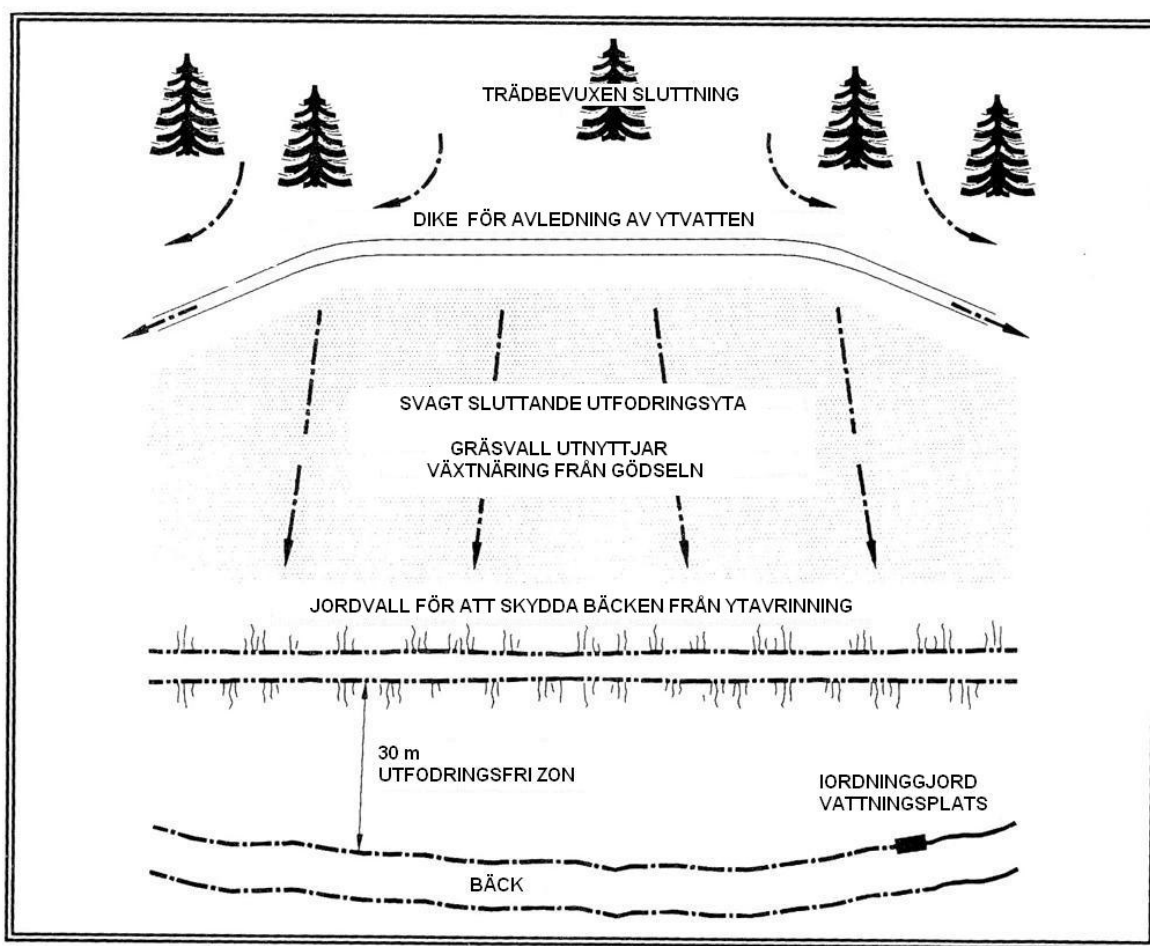 TRÄDBEVUXEN SLUTTNING
DIKE FÖR AVLEDNING AV YTVATTEN
SVAGT SLUTTANDE UTFODRINGSYTA
GRÄSVALL UTNYTTJAR
VÄXTNÄRING FRÅN GÖDSELN
JORDVALL FÖR ATT SKYDDA BÄCKEN FRÅN YTAVRINNING
30 m
UTFODRINGSFRI ZON
IORDNINGGJORD
VATTNINGSPLATS
BÄCK